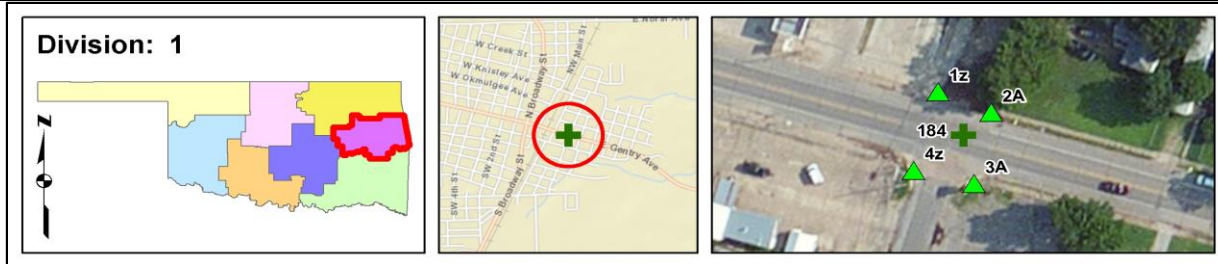 Division: 1
N
E North Ave
W Creek St
W Knisley Ave
W Okmulgee Ave
N Broadway St
NW Main St
SW 2nd St
SW 4th St
S Broadway St
Gentry Ave
1z
2A
184
4z
3A